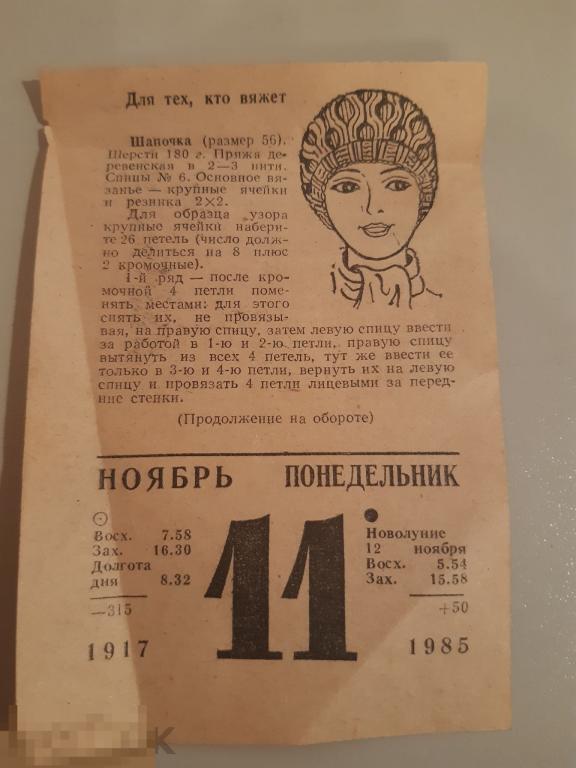 Для тех, кто вяжет
Шапочка (размер 56).
Шерсти 180 г. Пряжа де-
ревенская в 2—3 нити.
Спицы № 6. Основное вя-
занье — крупные ячейки
и резинка 2×2.
Для образца узора
крупные ячейки набери-
те 26 петель (число долж-
но делиться на 8 плюс
2 кромочные).
1-й ряд — после кро-
мочной 4 петли поме-
нять местами: для этого
снять их, не провязы-
вая, на правую спицу, затем левую спицу ввести
за работой в 1-ю и 2-ю петли, правую спицу
вытянуть из всех 4 петель, тут же ввести ее
только в 3-ю и 4-ю петли, вернуть их на левую
спицу и провязать 4 петли лицевыми за перед-
ние стенки.
(Продолжение на обороте)
НОЯБРЬ ПОНЕДЕЛЬНИК
Восх. 7.58
Зах. 16.30
Долгота
дня 8.32
—315
1917
11
Новолуние
12 ноября
Восх. 5.54
Зах. 15.58
+50
1985